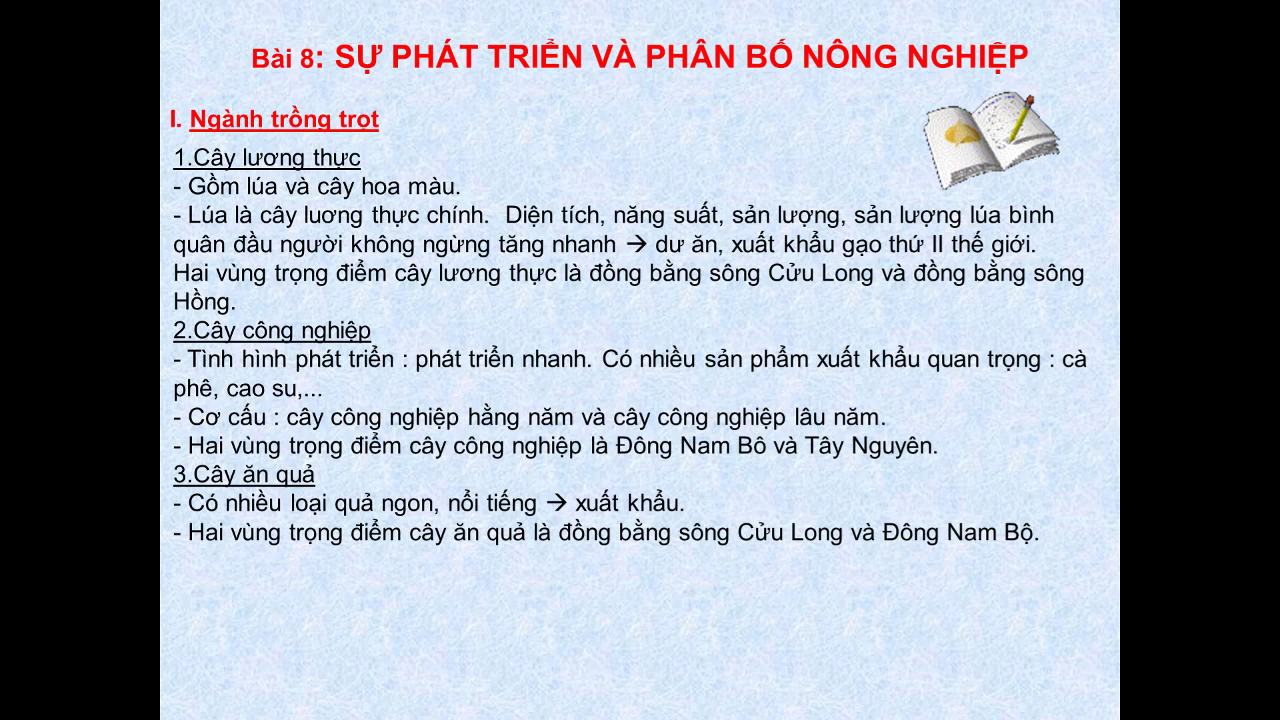 Bài 8: SỰ PHÁT TRIỂN VÀ PHÂN BỐ NÔNG NGHIỆP
I. Ngành trồng trọt
1.Cây lương thực
- Gồm lúa và cây hoa màu.
- Lúa là cây luơng thực chính. Diện tích, năng suất, sản lượng, sản lượng lúa bình
quân đầu người không ngừng tăng nhanh → dư ăn, xuất khẩu gạo thứ II thế giới.
Hai vùng trọng điểm cây lương thực là đồng bằng sông Cửu Long và đồng bằng sông
Hồng.
2.Cây công nghiệp
- Tình hình phát triển : phát triển nhanh. Có nhiều sản phẩm xuất khẩu quan trọng : cà
phê, cao su,...
- Cơ cấu : cây công nghiệp hằng năm và cây công nghiệp lâu năm.
- Hai vùng trọng điểm cây công nghiệp là Đông Nam Bô và Tây Nguyên.
3.Cây ăn quả
- Có nhiều loại quả ngon, nổi tiếng → xuất khẩu.
- Hai vùng trọng điểm cây ăn quả là đồng bằng sông Cửu Long và Đông Nam Bộ.